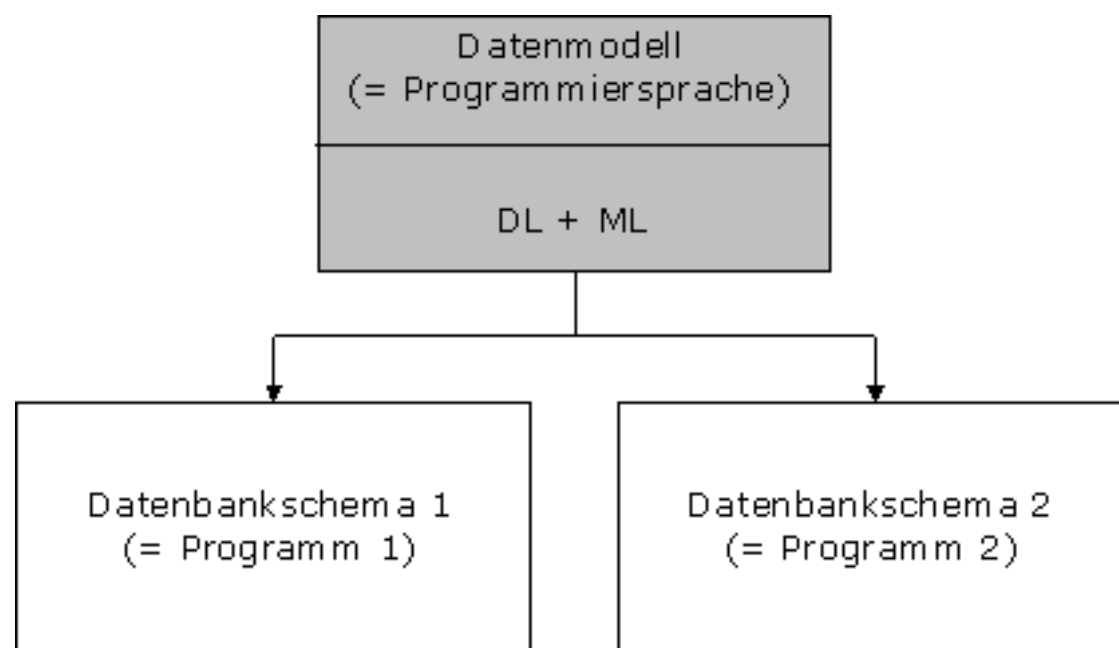 Datenmodell
(= Programmiersprache)
DL + ML
Datenbankschema 1
(= Programm 1)
Datenbankschema 2
(= Programm 2)